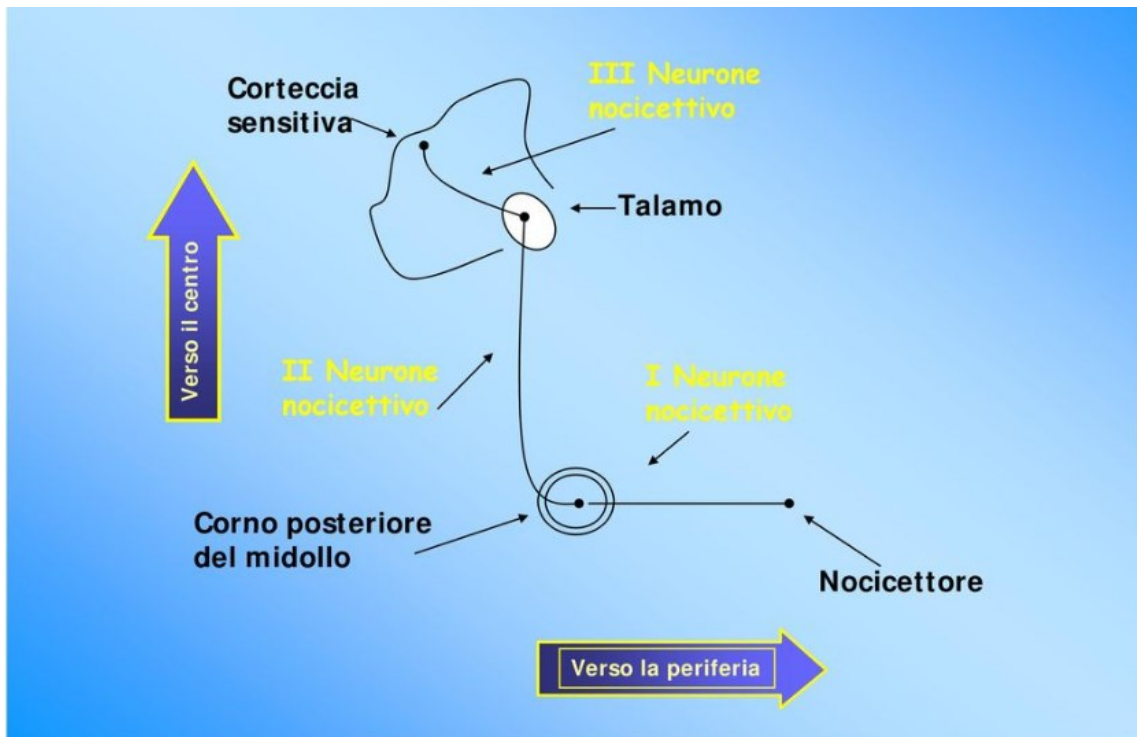 III Neurone
nocicettivo
Corteccia
sensitiva
Talamo
Verso il centro
II Neurone
nocicettivo
I Neurone
nocicettivo
Corno posteriore
del midollo
Nocicettore
Verso la periferia